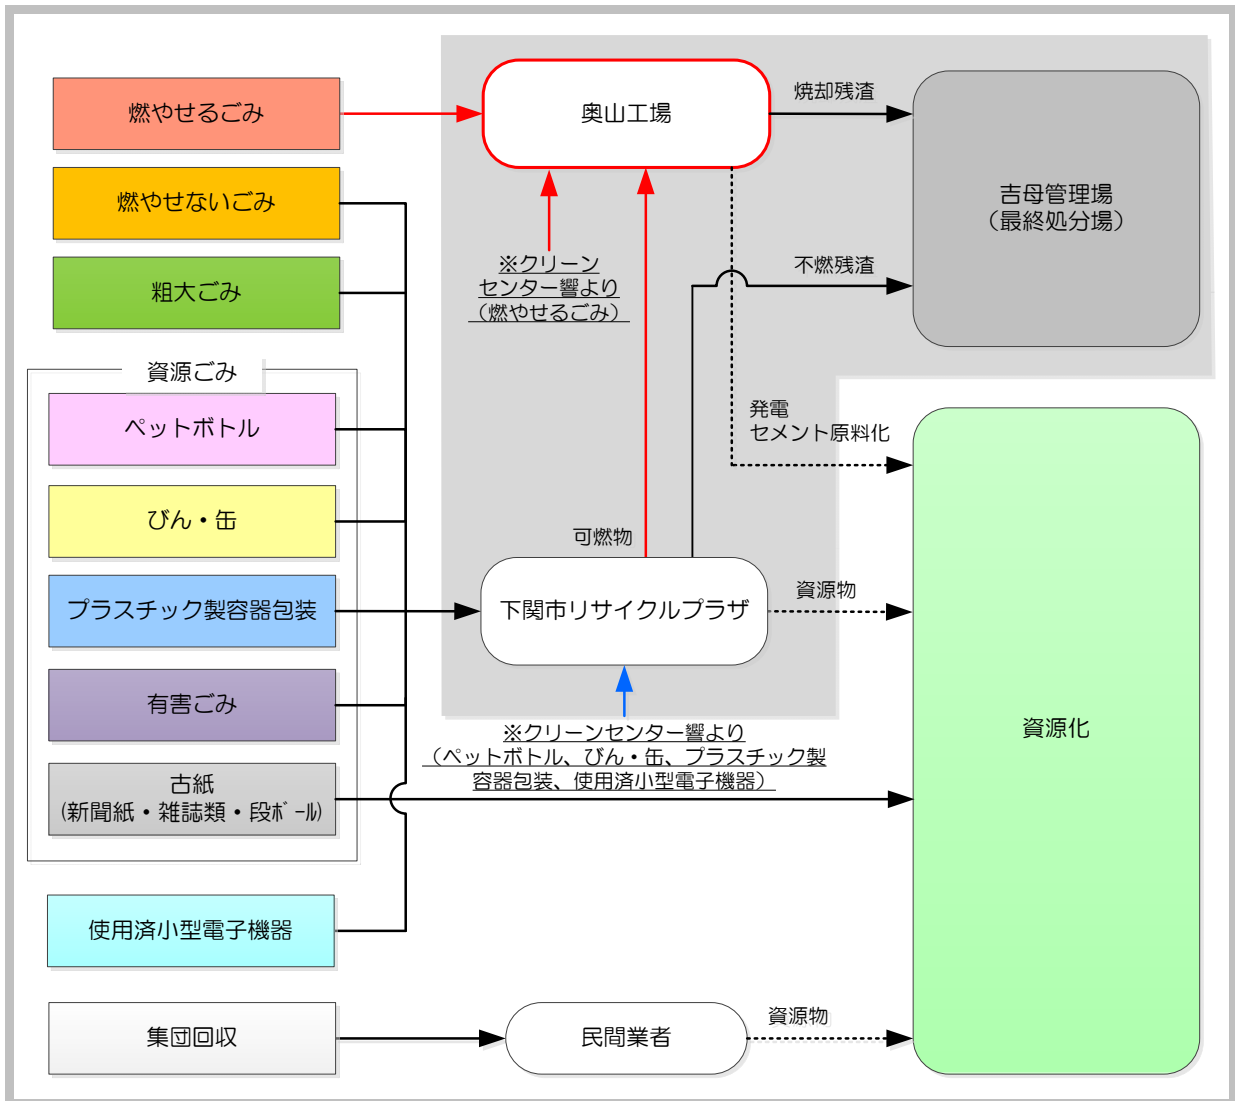 燃やせるごみ
燃やせないごみ
粗大ごみ
資源ごみ
ペットボトル
びん・缶
プラスチック製容器包装
有害ごみ
古紙
(新聞紙・雑誌類・段ﾎﾞｰﾙ)
使用済小型電子機器
集団回収
奥山工場
※クリーン
センター響より
（燃やせるごみ）
可燃物
下関市リサイクルプラザ
※クリーンセンター響より
（ペットボトル、びん・缶、プラスチック製
容器包装、使用済小型電子機器）
民間業者
焼却残渣
不燃残渣
発電
セメント原料化
資源物
資源物
吉母管理場
（最終処分場）
資源化